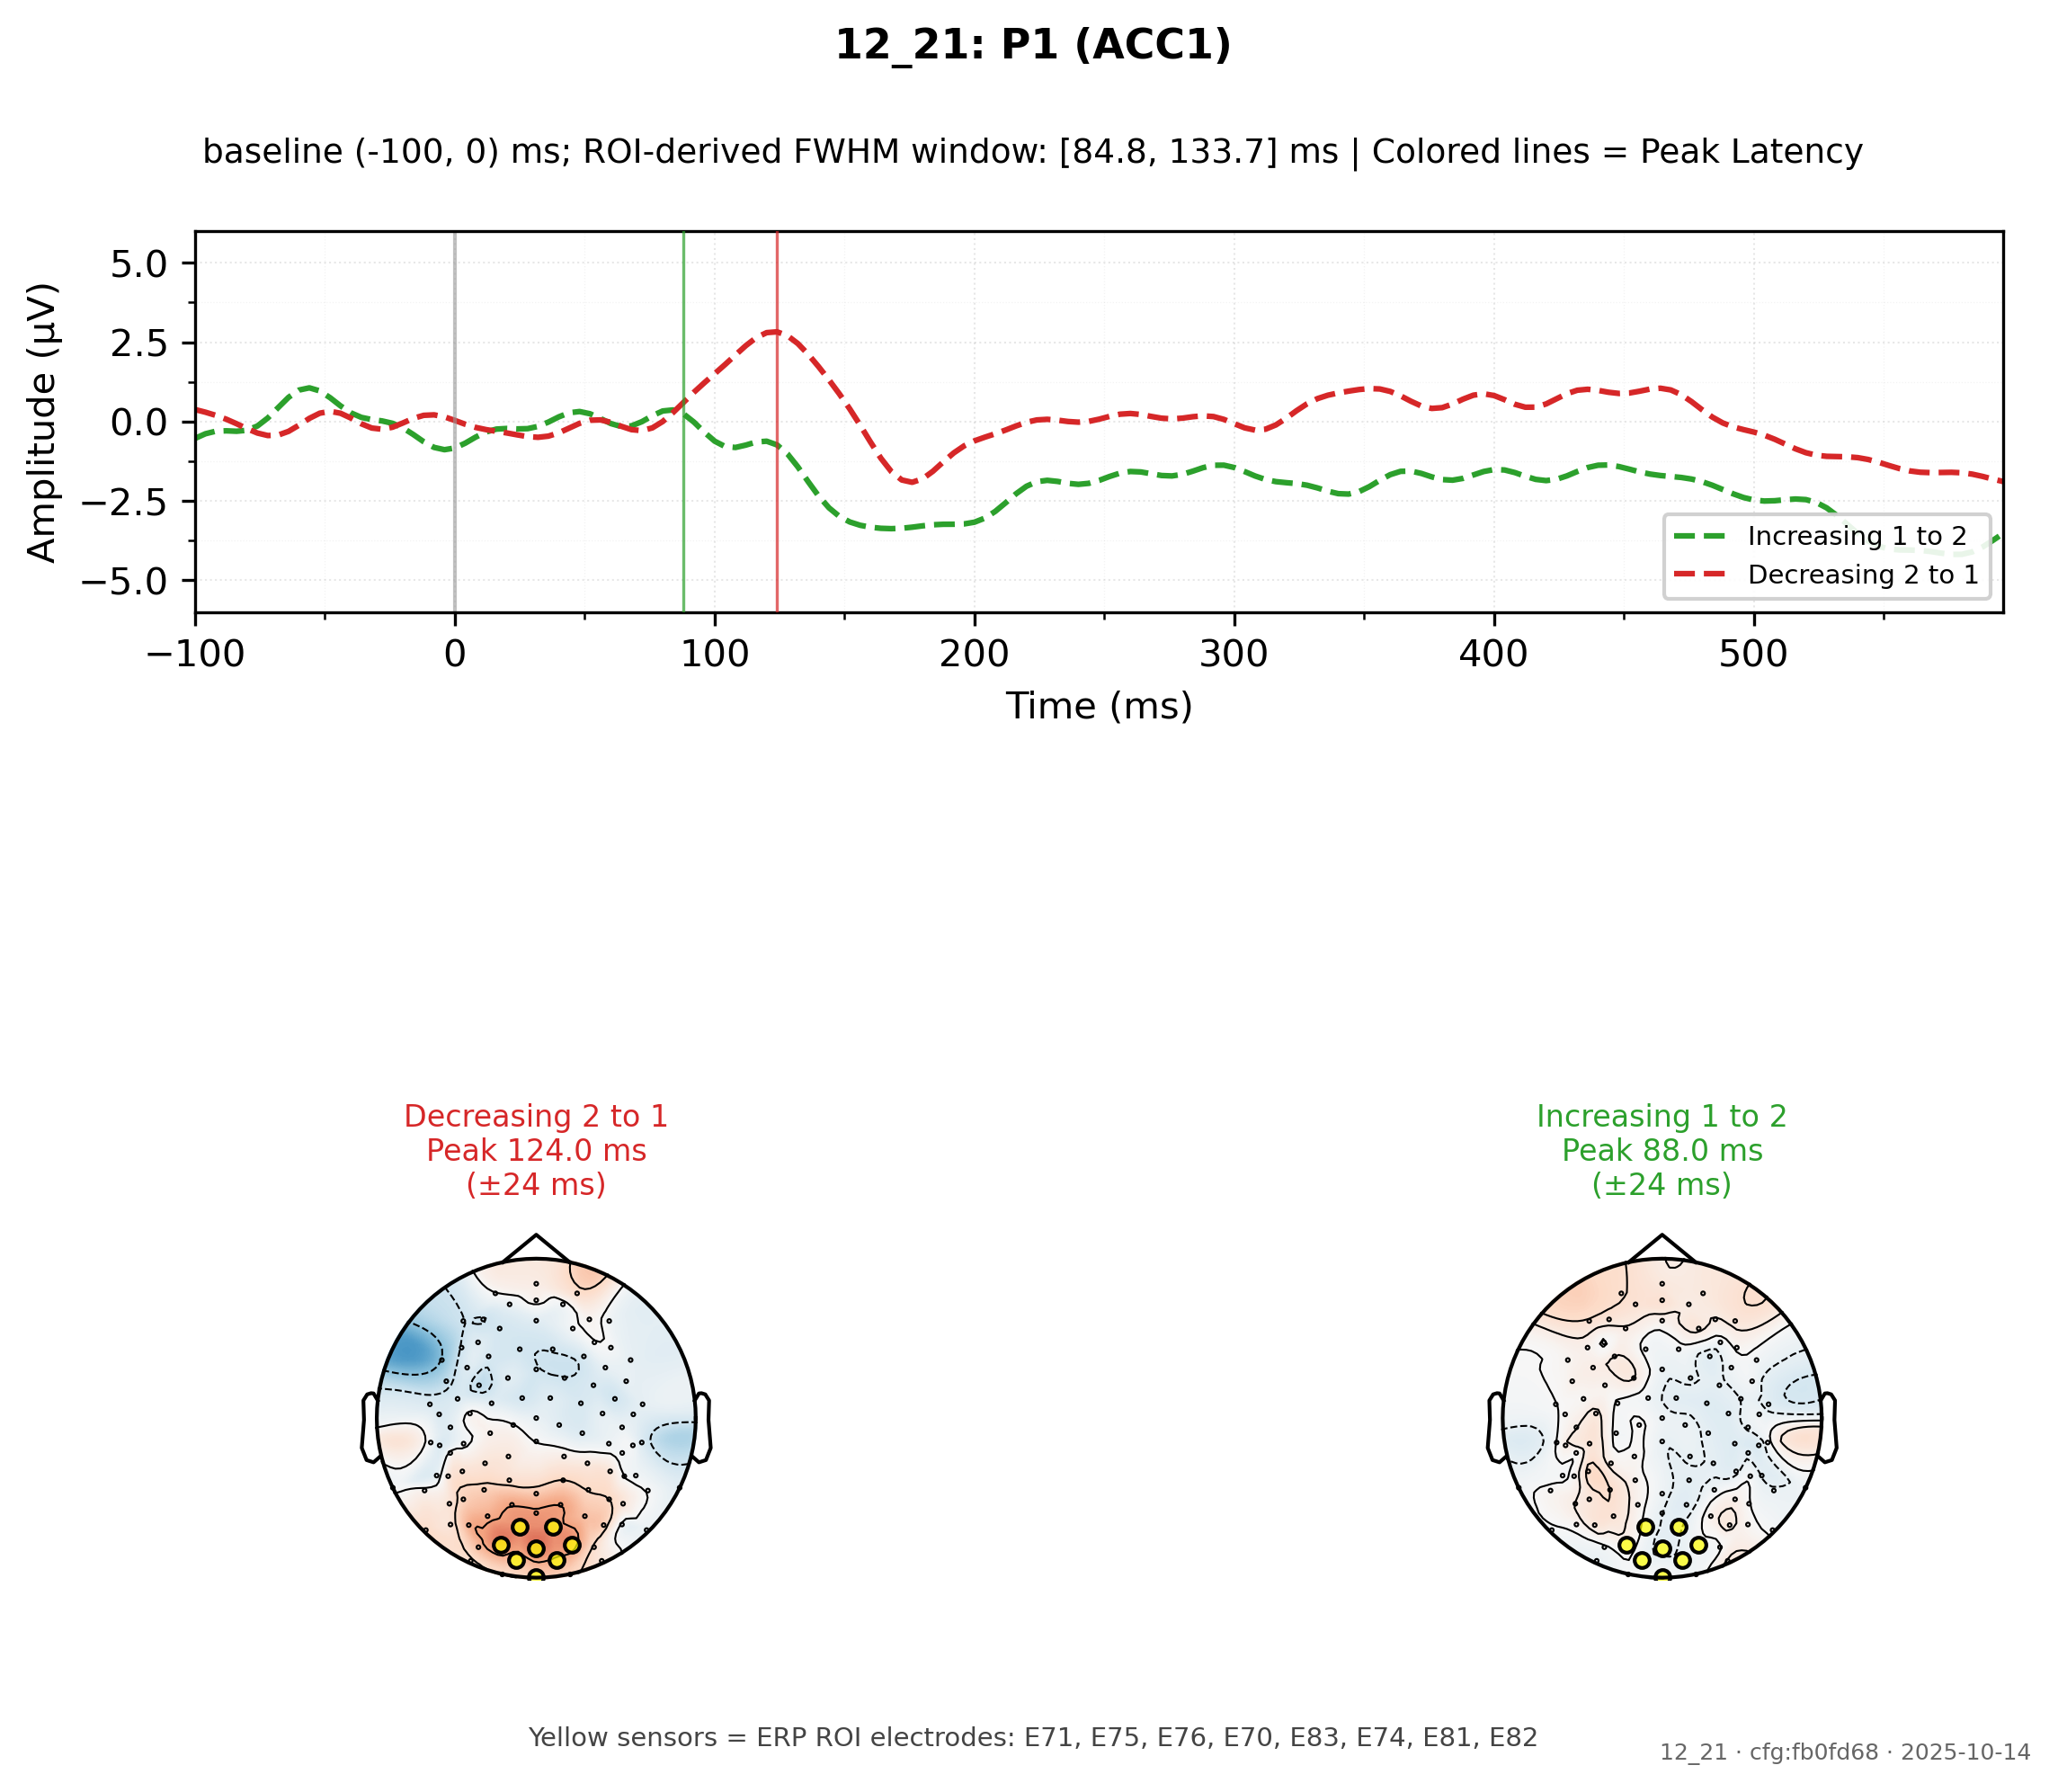 12_21: P1 (ACC1)
baseline (-100, 0) ms; ROI-derived FWHM window: [84.8, 133.7] ms | Colored lines = Peak Latency
Amplitude (µV)
5.0
2.5
0.0
−2.5
−5.0
Increasing 1 to 2
Decreasing 2 to 1
−100 0 100 200 300 400 500
Time (ms)
Decreasing 2 to 1
Peak 124.0 ms
(±24 ms)
Increasing 1 to 2
Peak 88.0 ms
(±24 ms)
Yellow sensors = ERP ROI electrodes: E71, E75, E76, E70, E83, E74, E81, E82
12_21 · cfg:fb0fd68 · 2025-10-14